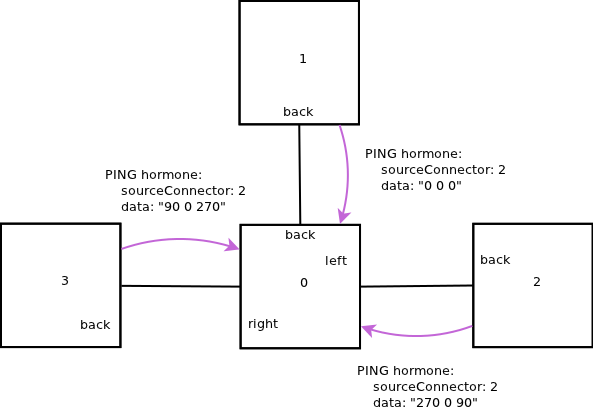 1
back
PING hormone:
sourceConnector: 2
data: "0 0 0"
PING hormone:
sourceConnector: 2
data: "90 0 270"
back
left
0
right
3
back
back
2
PING hormone:
sourceConnector: 2
data: "270 0 90"